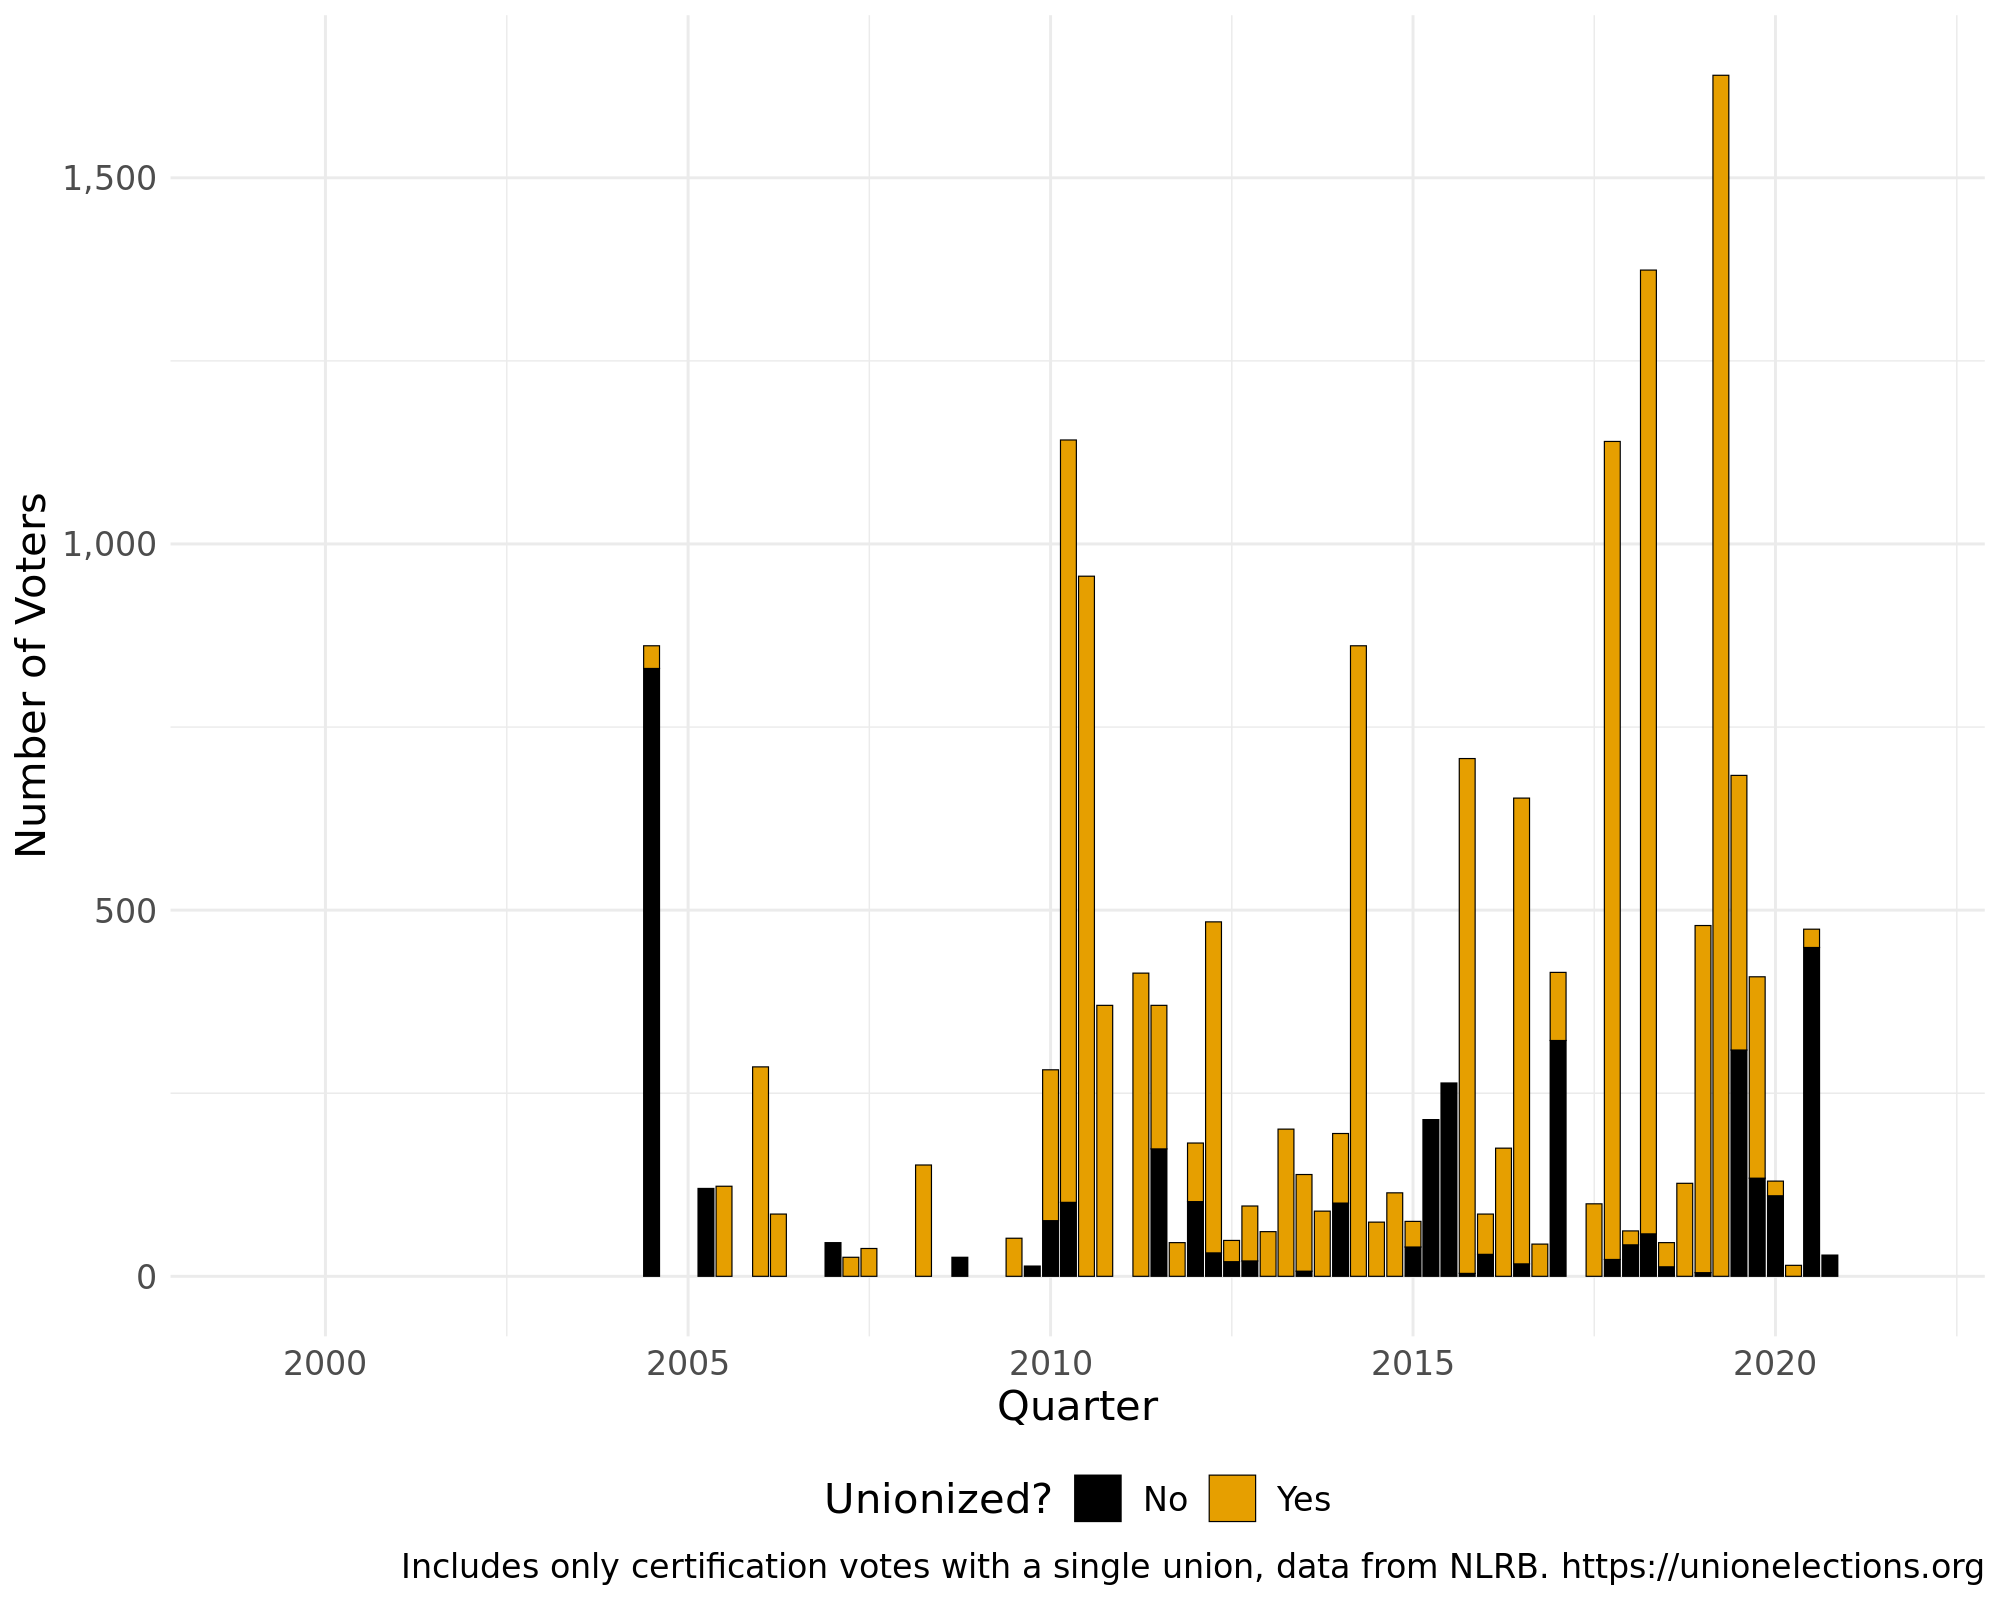 Number of Voters
1,500
1,000
500
0
2000 2005 2010 2015 2020
Quarter
Unionized? No Yes
Includes only certification votes with a single union, data from NLRB. https://unionelections.org